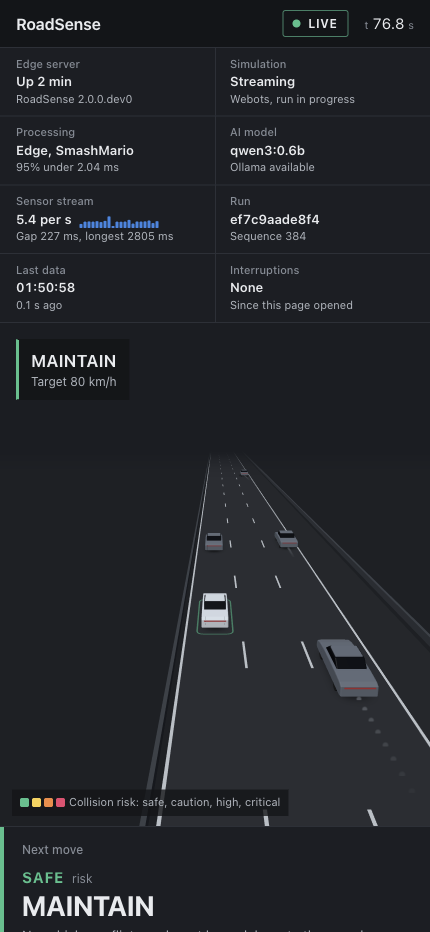 RoadSense
LIVE
t 76.8 s
Edge server
Up 2 min
RoadSense 2.0.0.dev0
Simulation
Streaming
Webots, run in progress
Processing
Edge, SmashMario
95% under 2.04 ms
AI model
qwen3:0.6b
Ollama available
Sensor stream
5.4 per s
Gap 227 ms, longest 2805 ms
Run
ef7c9aade8f4
Sequence 384
Last data
01:50:58
0.1 s ago
Interruptions
None
Since this page opened
MAINTAIN
Target 80 km/h
Collision risk: safe, caution, high, critical
Next move
SAFE risk
MAINTAIN